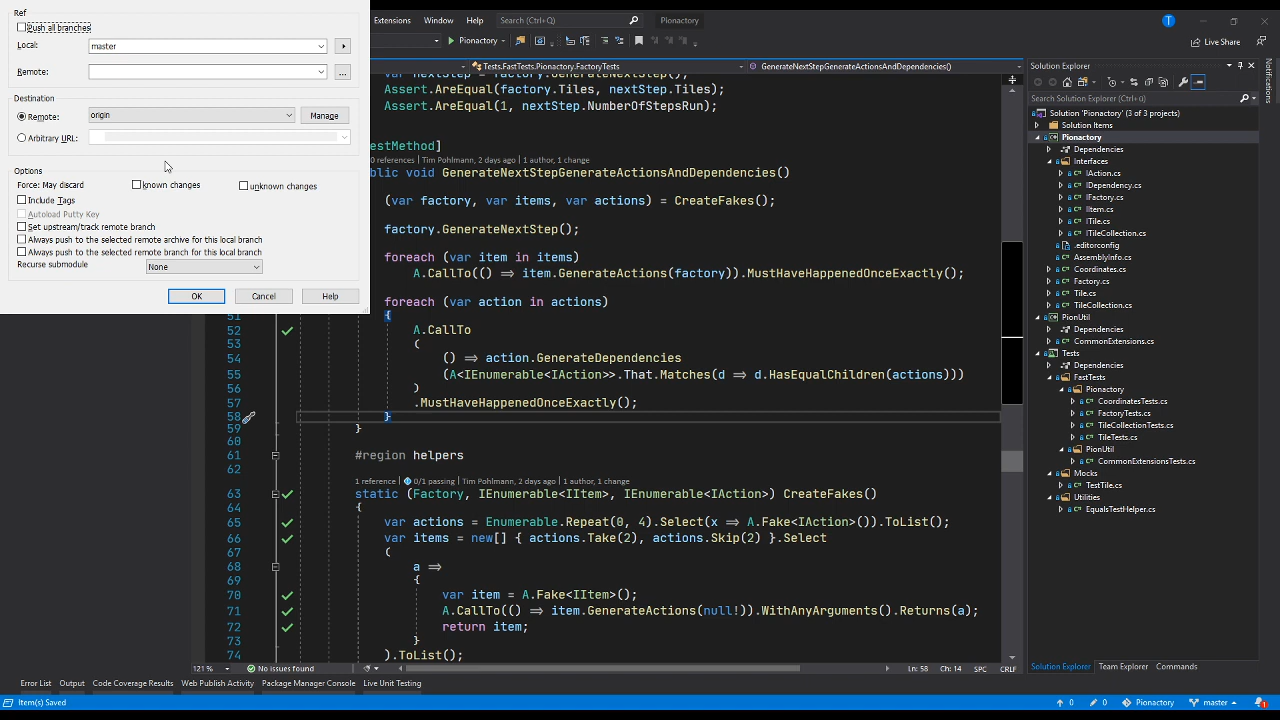 Ref
Push all branches
Local:
master
Remote:
Destination
Remote:
origin
Manage
Arbitrary URL:
Options
Force: May discard
known changes
unknown changes
Include Tags
Autoload Putty Key
Set upstream/track remote branch
Always push to the selected remote archive for this local branch
Always push to the selected remote branch for this local branch
Recurse submodule
None
OK
Cancel
Help
Extensions
Window
Help
Search (Ctrl+Q)
Pionactory
T
Pionactory
Live Share
Tests.FastTests.Pionactory.FactoryTests
GenerateNextStepGenerateActionsAndDependencies()
var nextStep = factory.GenerateNextStep();
Assert.AreEqual(factory.Tiles, nextStep.Tiles);
Assert.AreEqual(1, nextStep.NumberOfStepsRun);
estMethod]
0 references | Tim Pohlmann, 2 days ago | 1 author, 1 change
blic void GenerateNextStepGenerateActionsAndDependencies()
(var factory, var items, var actions) = CreateFakes();
factory.GenerateNextStep();
foreach (var item in items)
A.CallTo(() => item.GenerateActions(factory)).MustHaveHappenedOnceExactly();
foreach (var action in actions)
51 {
52 A.CallTo
53 (
54 () => action.GenerateDependencies
55 (A<IEnumerable<IAction>>.That.Matches(d => d.HasEqualChildren(actions)))
56 )
57 .MustHaveHappenedOnceExactly();
58 }
59 }
60
61 #region helpers
62
1 reference | 0/1 passing | Tim Pohlmann, 2 days ago | 1 author, 1 change
63 static (Factory, IEnumerable<IItem>, IEnumerable<IAction>) CreateFakes()
64 {
65 var actions = Enumerable.Repeat(0, 4).Select(x => A.Fake<IAction>()).ToList();
66 var items = new[] { actions.Take(2), actions.Skip(2) }.Select
67 (
68 a =>
69 {
70 var item = A.Fake<IItem>();
71 A.CallTo(() => item.GenerateActions(null!)).WithAnyArguments().Returns(a);
72 return item;
73 }
74 ).ToList();
121 %
No issues found
Ln: 58
Ch: 14
SPC
CRLF
Error List
Output
Code Coverage Results
Web Publish Activity
Package Manager Console
Live Unit Testing
Item(s) Saved
0
0
Pionactory
master
1
Solution Explorer
Search Solution Explorer (Ctrl+ü)
Solution 'Pionactory' (3 of 3 projects)
Solution Items
Pionactory
Dependencies
Interfaces
IAction.cs
IDependency.cs
IFactory.cs
IItem.cs
ITile.cs
ITileCollection.cs
.editorconfig
AssemblyInfo.cs
Coordinates.cs
Factory.cs
Tile.cs
TileCollection.cs
PionUtil
Dependencies
CommonExtensions.cs
Tests
Dependencies
FastTests
Pionactory
CoordinatesTests.cs
FactoryTests.cs
TileCollectionTests.cs
TileTests.cs
PionUtil
CommonExtensionsTests.cs
Mocks
TestTile.cs
Utilities
EqualsTestHelper.cs
Solution Explorer
Team Explorer
Commands
Notifications